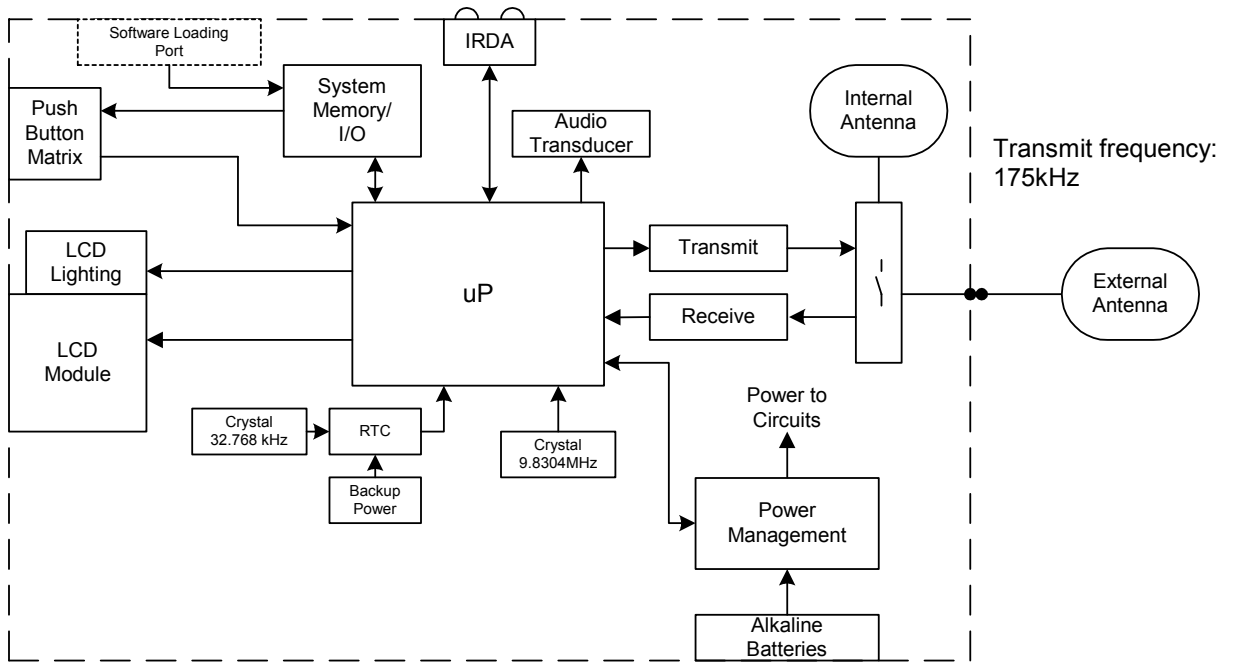 Software Loading
Port
IRDA
System
Memory/
I/O
Push
Button
Matrix
Audio
Transducer
Internal
Antenna
Transmit frequency:
175kHz
LCD
Lighting
uP
Transmit
External
Antenna
Receive
LCD
Module
Power to
Circuits
Crystal
32.768 kHz
RTC
Crystal
9.8304MHz
Backup
Power
Power
Management
Alkaline
Batteries